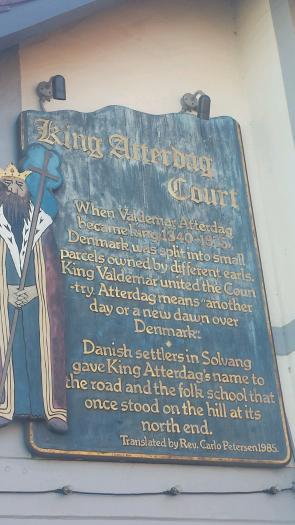 King Atterdag
Court
When Valdemar Atterdag
became king 1340-1375,
Denmark was split into small
parcels owned by different earls.
King Valdemar united the Coun
-try. Atterdag means "another
day or a new dawn over
Denmark".
Danish settlers in Solvang
gave King Atterdag's name to
the road and the folk school that
once stood on the hill at its
north end.
Translated by Rev. Carlo Petersen 1985.